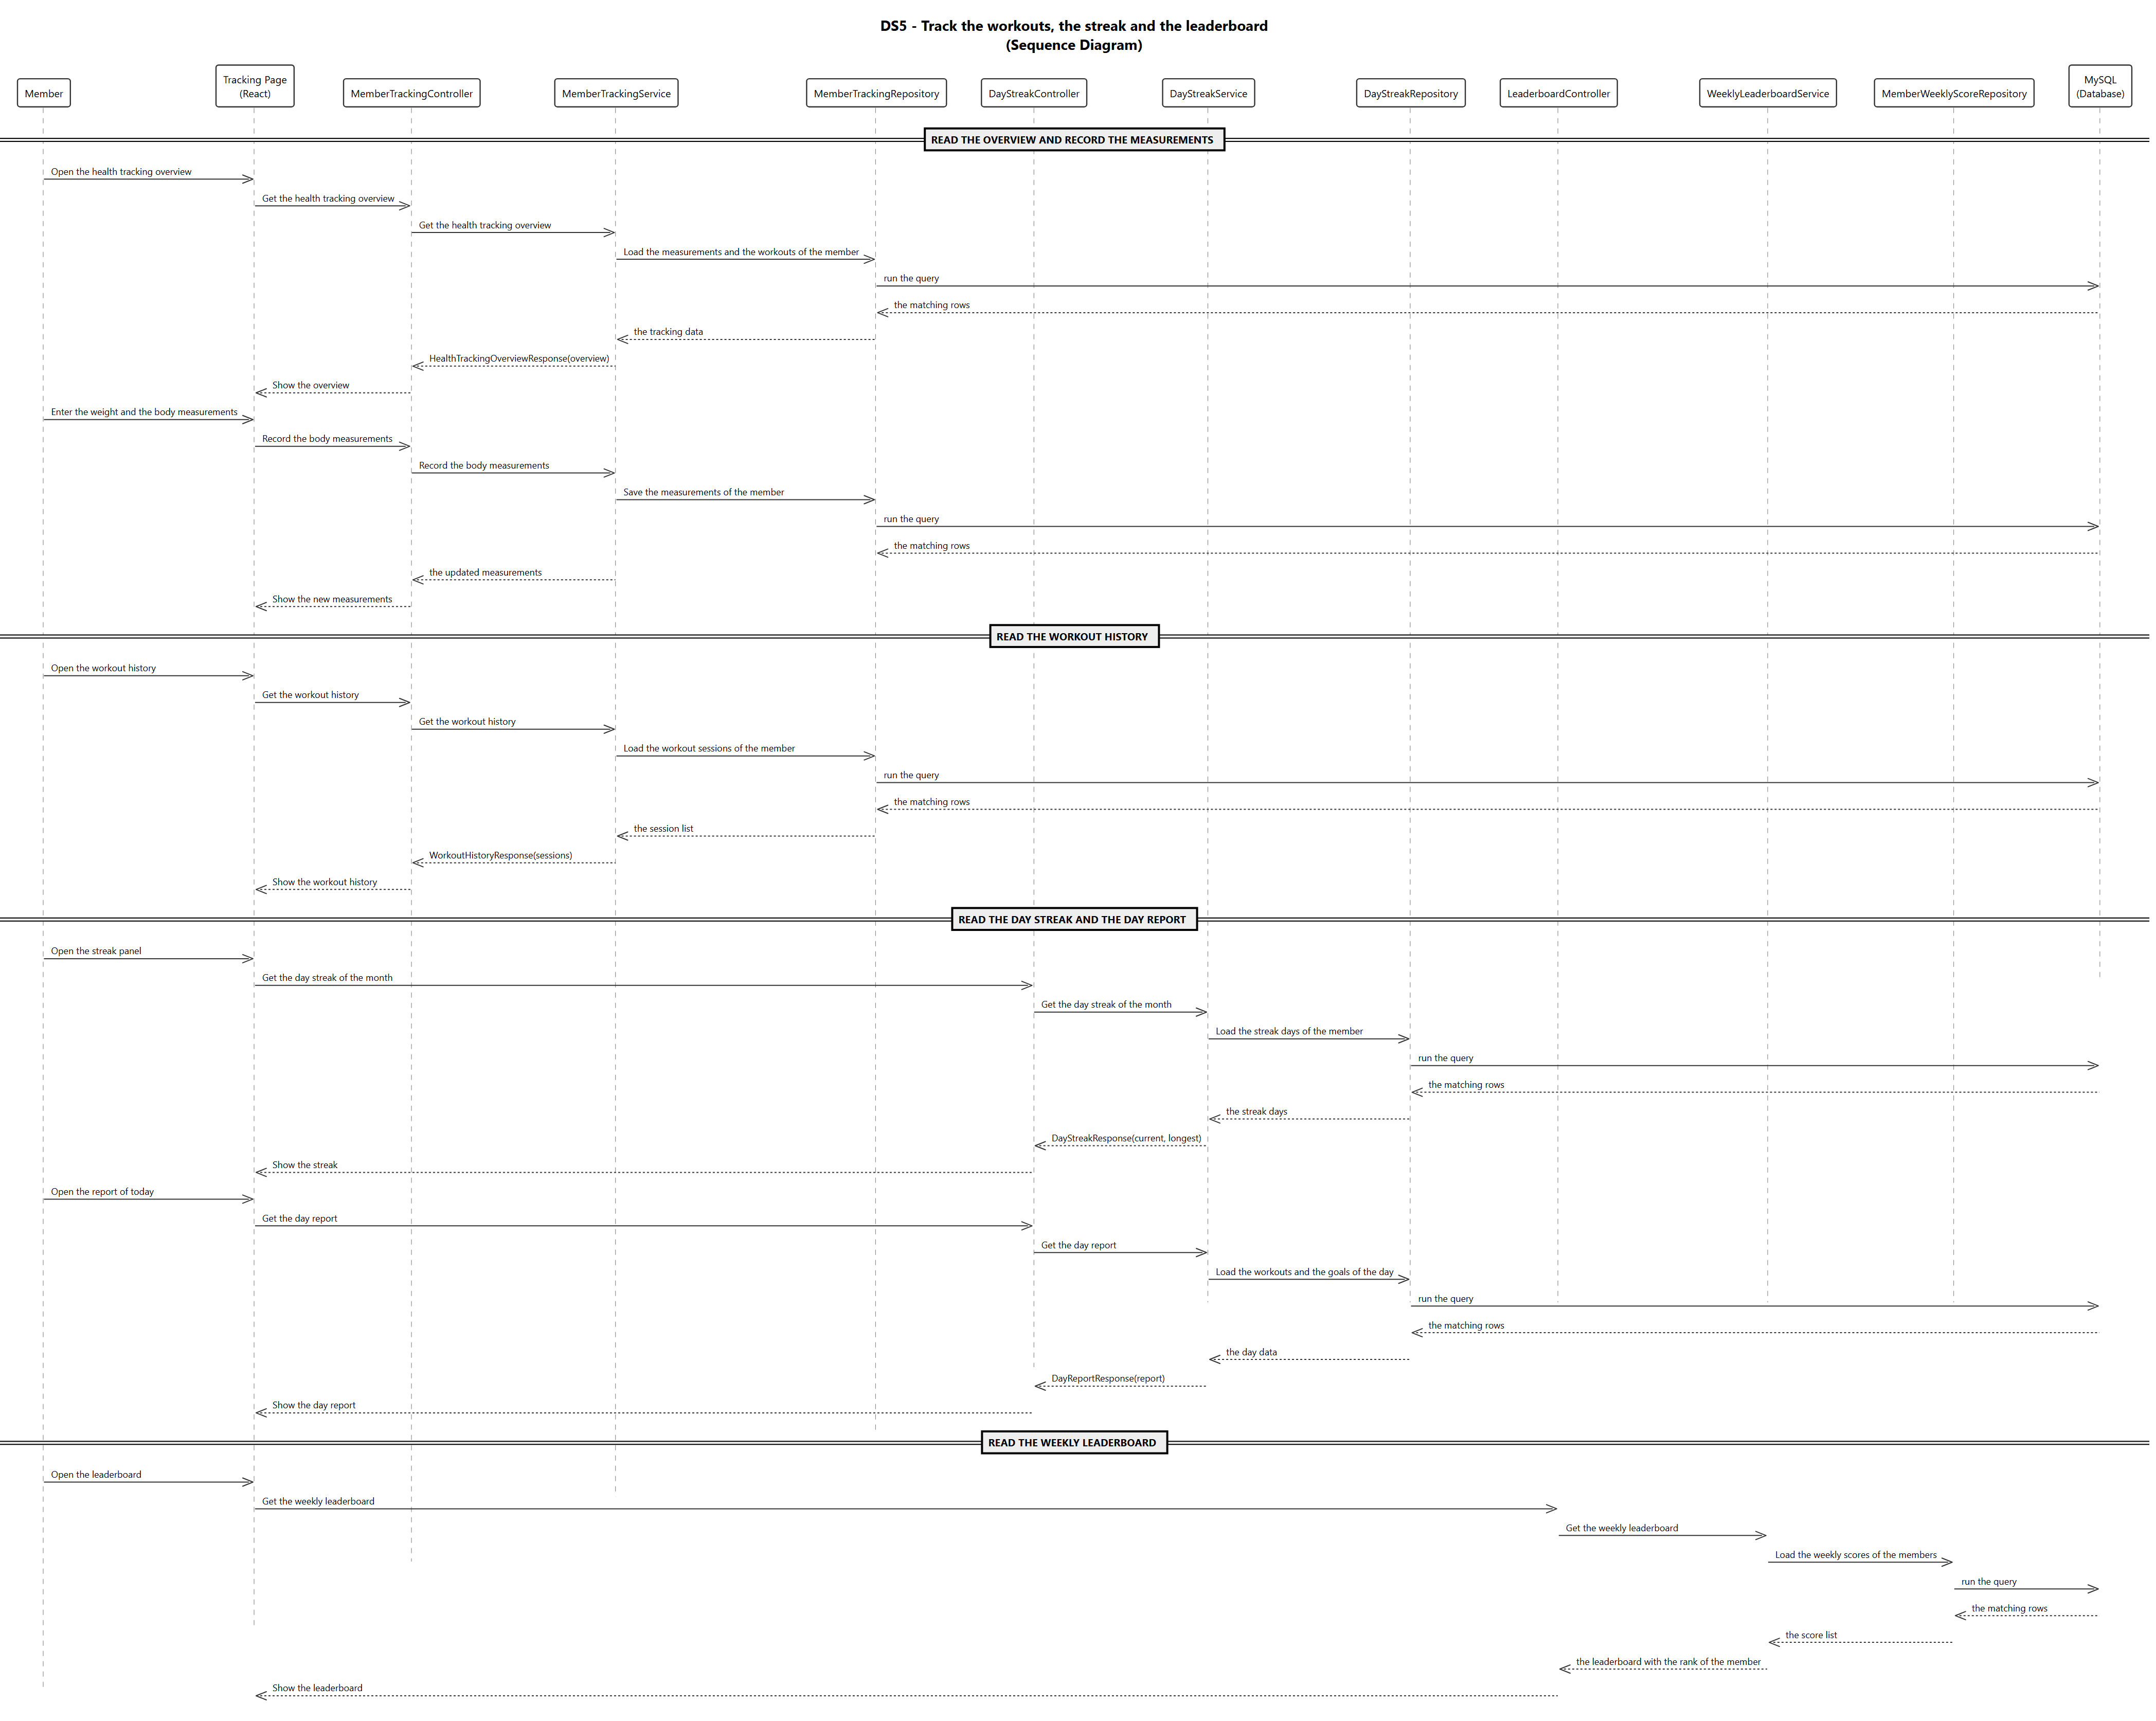 DS5 - Track the workouts, the streak and the leaderboard
(Sequence Diagram)
Member
Tracking Page
(React)
MemberTrackingController
MemberTrackingService
MemberTrackingRepository
DayStreakController
DayStreakService
DayStreakRepository
LeaderboardController
WeeklyLeaderboardService
MemberWeeklyScoreRepository
MySQL
(Database)
READ THE OVERVIEW AND RECORD THE MEASUREMENTS
Open the health tracking overview
Get the health tracking overview
Get the health tracking overview
Load the measurements and the workouts of the member
run the query
the matching rows
the tracking data
HealthTrackingOverviewResponse(overview)
Show the overview
Enter the weight and the body measurements
Record the body measurements
Record the body measurements
Save the measurements of the member
run the query
the matching rows
the updated measurements
Show the new measurements
READ THE WORKOUT HISTORY
Open the workout history
Get the workout history
Get the workout history
Load the workout sessions of the member
run the query
the matching rows
the session list
WorkoutHistoryResponse(sessions)
Show the workout history
READ THE DAY STREAK AND THE DAY REPORT
Open the streak panel
Get the day streak of the month
Get the day streak of the month
Load the streak days of the member
run the query
the matching rows
the streak days
DayStreakResponse(current, longest)
Show the streak
Open the report of today
Get the day report
Get the day report
Load the workouts and the goals of the day
run the query
the matching rows
the day data
DayReportResponse(report)
Show the day report
READ THE WEEKLY LEADERBOARD
Open the leaderboard
Get the weekly leaderboard
Get the weekly leaderboard
Load the weekly scores of the members
run the query
the matching rows
the score list
the leaderboard with the rank of the member
Show the leaderboard